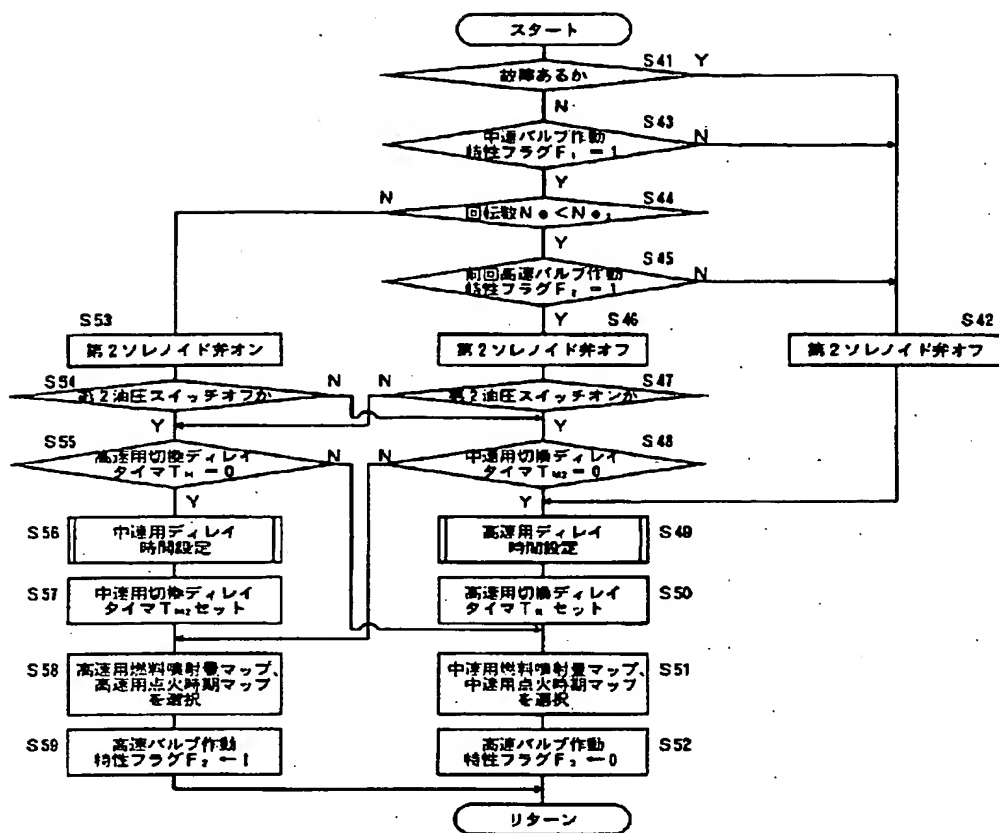 スタート
S41
Y
故障あるか
N
S43
中速バルブ作動
N
特性フラグF₁=1
Y
N
S44
回転数Ne<Ne₂
Y
S45
前回高速バルブ作動
N
特性フラグF₂=1
Y
S53
S46
S42
第2ソレノイド弁オン
第2ソレノイド弁オフ
第2ソレノイド弁オフ
S54
N
N
S47
第2油圧スイッチオフか
第2油圧スイッチオンか
Y
Y
S55
S48
高速用切換ディレイ
N
N
中速用切換ディレイ
タイマT_H=0
タイマT_M2=0
Y
Y
S56
中速用ディレイ
時間設定
高速用ディレイ
時間設定
S49
S57
中速用切換ディレイ
タイマT_M2セット
高速用切換ディレイ
タイマT_Hセット
S50
S58
高速用燃料噴射量マップ、
高速用点火時期マップ
を選択
中速用燃料噴射量マップ、
中速用点火時期マップ
を選択
S51
S59
高速バルブ作動
特性フラグF₂←1
高速バルブ作動
特性フラグF₂←0
S52
リターン